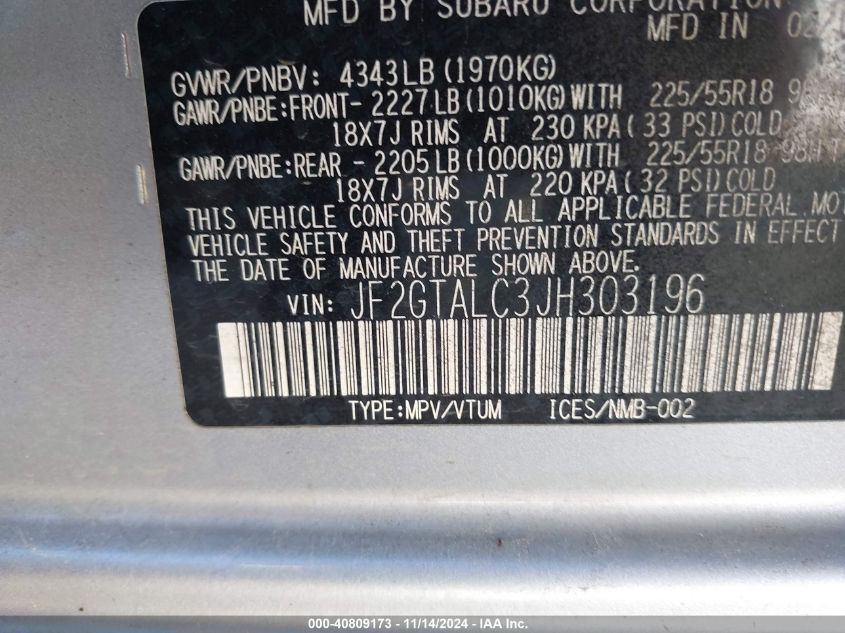 MFD BY SUBARU CORPORATION
MFD IN 02/
GVWR/PNBV: 4343LB (1970KG)
GAWR/PNBE:FRONT- 2227LB (1010KG) WITH 225/55R18
18X7J RIMS AT 230 KPA ( 33 PSI) COLD
GAWR/PNBE:REAR - 2205LB (1000KG) WITH 225/55R18 98H
18X7J RIMS AT 220 KPA ( 32 PSI) COLD
THIS VEHICLE CONFORMS TO ALL APPLICABLE FEDERAL MOT
VEHICLE SAFETY AND THEFT PREVENTION STANDARDS IN EFFECT
THE DATE OF MANUFACTURE SHOWN ABOVE.
VIN: JF2GTALC3JH303196
TYPE:MPV/VTUM ICES/NMB-002
000-40809173 - 11/14/2024 - IAA Inc.